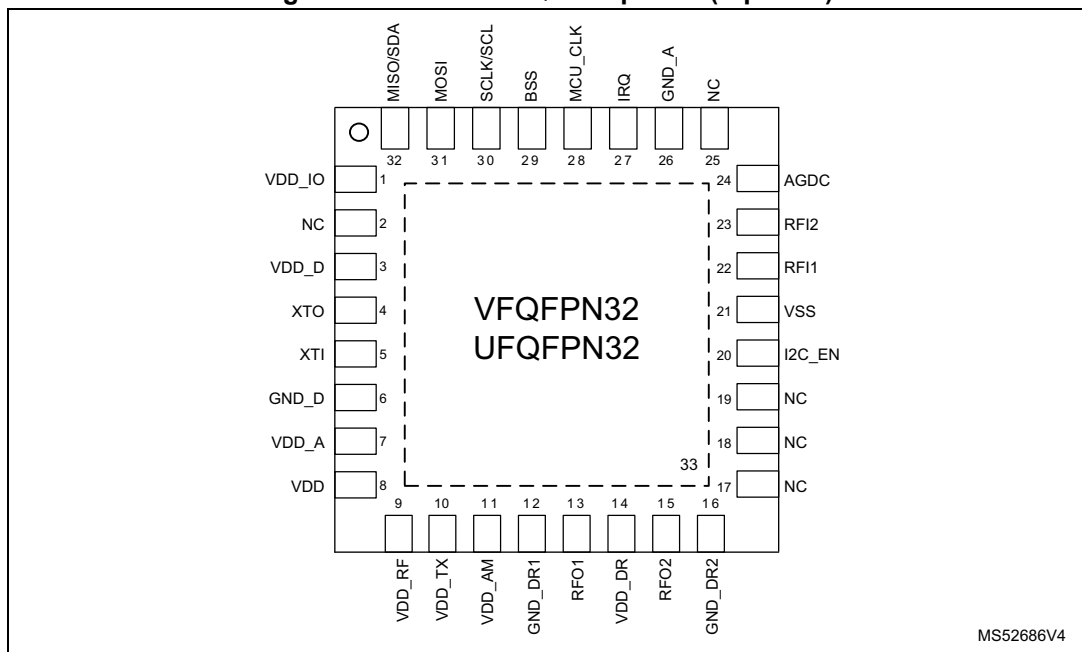 MISO/SDA
MOSI
SCLK/SCL
BSS
MCU_CLK
IRQ
GND_A
NC
32
31
30
29
28
27
26
25
VDD_IO 1
NC 2
VDD_D 3
XTO 4
XTI 5
GND_D 6
VDD_A 7
VDD 8
VFQFPN32
UFQFPN32
33
24 AGDC
23 RFI2
22 RFI1
21 VSS
20 I2C_EN
19 NC
18 NC
17 NC
9
10
11
12
13
14
15
16
VDD_RF
VDD_TX
VDD_AM
GND_DR1
RFO1
VDD_DR
RFO2
GND_DR2
MS52686V4